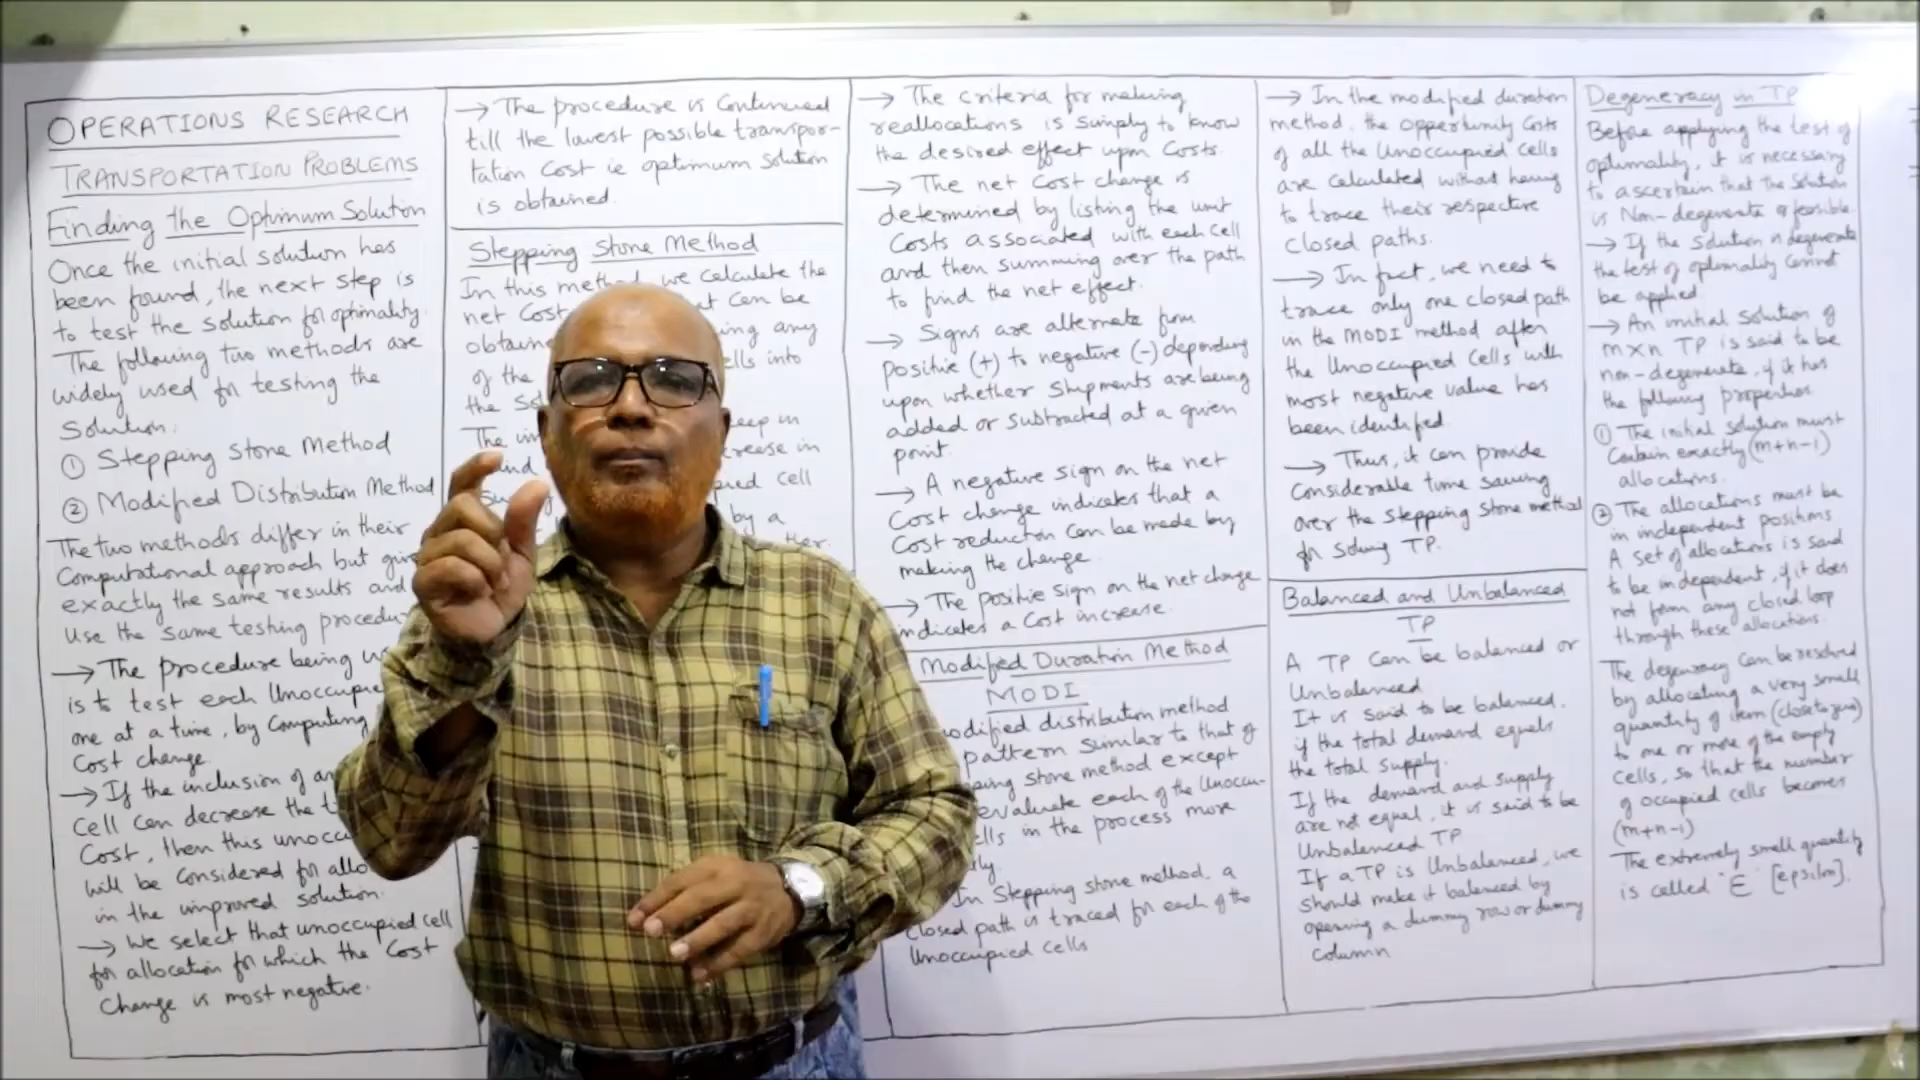 OPERATIONS RESEARCH
TRANSPORTATION PROBLEMS
Finding the Optimum Solution
Once the initial solution has
been found, the next step is
to test the solution for optimality.
The following two methods are
widely used for testing the
Solution.
① Stepping Stone Method
② Modified Distribution Method
The two methods differ in their
Computational approach but give
exactly the same results and
use the same testing
→ The procedure being
is to test each
one at a time, by computing
Cost change.
→ If the inclusion of
Cell can decrease the
Cost, then this
will be considered for
in the improved solution.
→ We select that unoccupied cell
for allocation for which the Cost
Change is most negative.
→ The procedure is continued
till the lowest possible transpor-
tation Cost ie optimum solution
is obtained.
Stepping Stone Method
In this method we calculate the
net Cost can be
any
of the into
the
The keep in
in
cell
by a
→ The criteria for making
reallocations is simply to know
the desired effect upon Costs.
→ The net Cost change is
determined by listing the unit
Costs associated with each cell
and then summing over the path
to find the net effect.
→ Signs are alternate from
positive (+) to negative (-) depending
upon whether shipments are being
added or subtracted at a given
point.
→ A negative sign on the net
Cost change indicates that a
Cost reduction can be made by
making the change.
→ The positive sign on the net change
indicates a Cost increase.
Modified Duration Method
MODI
modified distribution method
pattern similar to that of
stone method except
evaluate each of the Unoccu-
in the process more
In Stepping stone method, a
Closed path is traced for each of the
Unoccupied cells
→ In the modified duration
method, the opportunity Costs
of all the Unoccupied Cells
are calculated without having
to trace their respective
Closed paths.
→ In fact, we need to
trace only one closed path
in the MODI method after
the Unoccupied Cells with
most negative value has
been identified.
→ Thus, it can provide
Considerable time saving
over the stepping stone method
for solving TP.
Balanced and Unbalanced
TP
A TP Can be balanced or
Unbalanced
It is said to be balanced.
if the total demand equals
the total supply.
If the demand and supply
are not equal, it is said to be
Unbalanced TP
If a TP is Unbalanced, we
should make it balanced by
opening a dummy row or dummy
column
Degeneracy in TP
Before applying the test of
optimality, it is necessary
to ascertain that the solution
is Non-degenerate & feasible.
→ If the solution is degenerate
the test of optimality cannot
be applied.
→ An initial solution of
m×n TP is said to be
non-degenerate, if it has
the following properties.
① The initial solution must
Contain exactly (m+n-1)
allocations.
② The allocations must be
in independent positions
A set of allocations is said
to be independent, if it does
not form any closed loop
through these allocations.
The degeneracy can be resolved
by allocating a very small
quantity of item (close to zero)
to one or more of the empty
cells, so that the number
of occupied cells becomes
(m+n-1)
The extremely small quantity
is called "E" [epsilon].